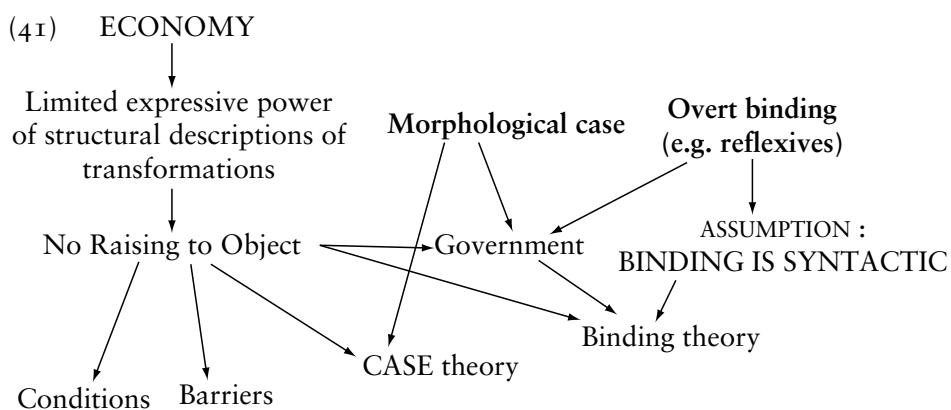 (41) ECONOMY
Limited expressive power
of structural descriptions of
transformations
Morphological case
Overt binding
(e.g. reflexives)
No Raising to Object
Government
ASSUMPTION :
BINDING IS SYNTACTIC
Binding theory
CASE theory
Conditions
Barriers